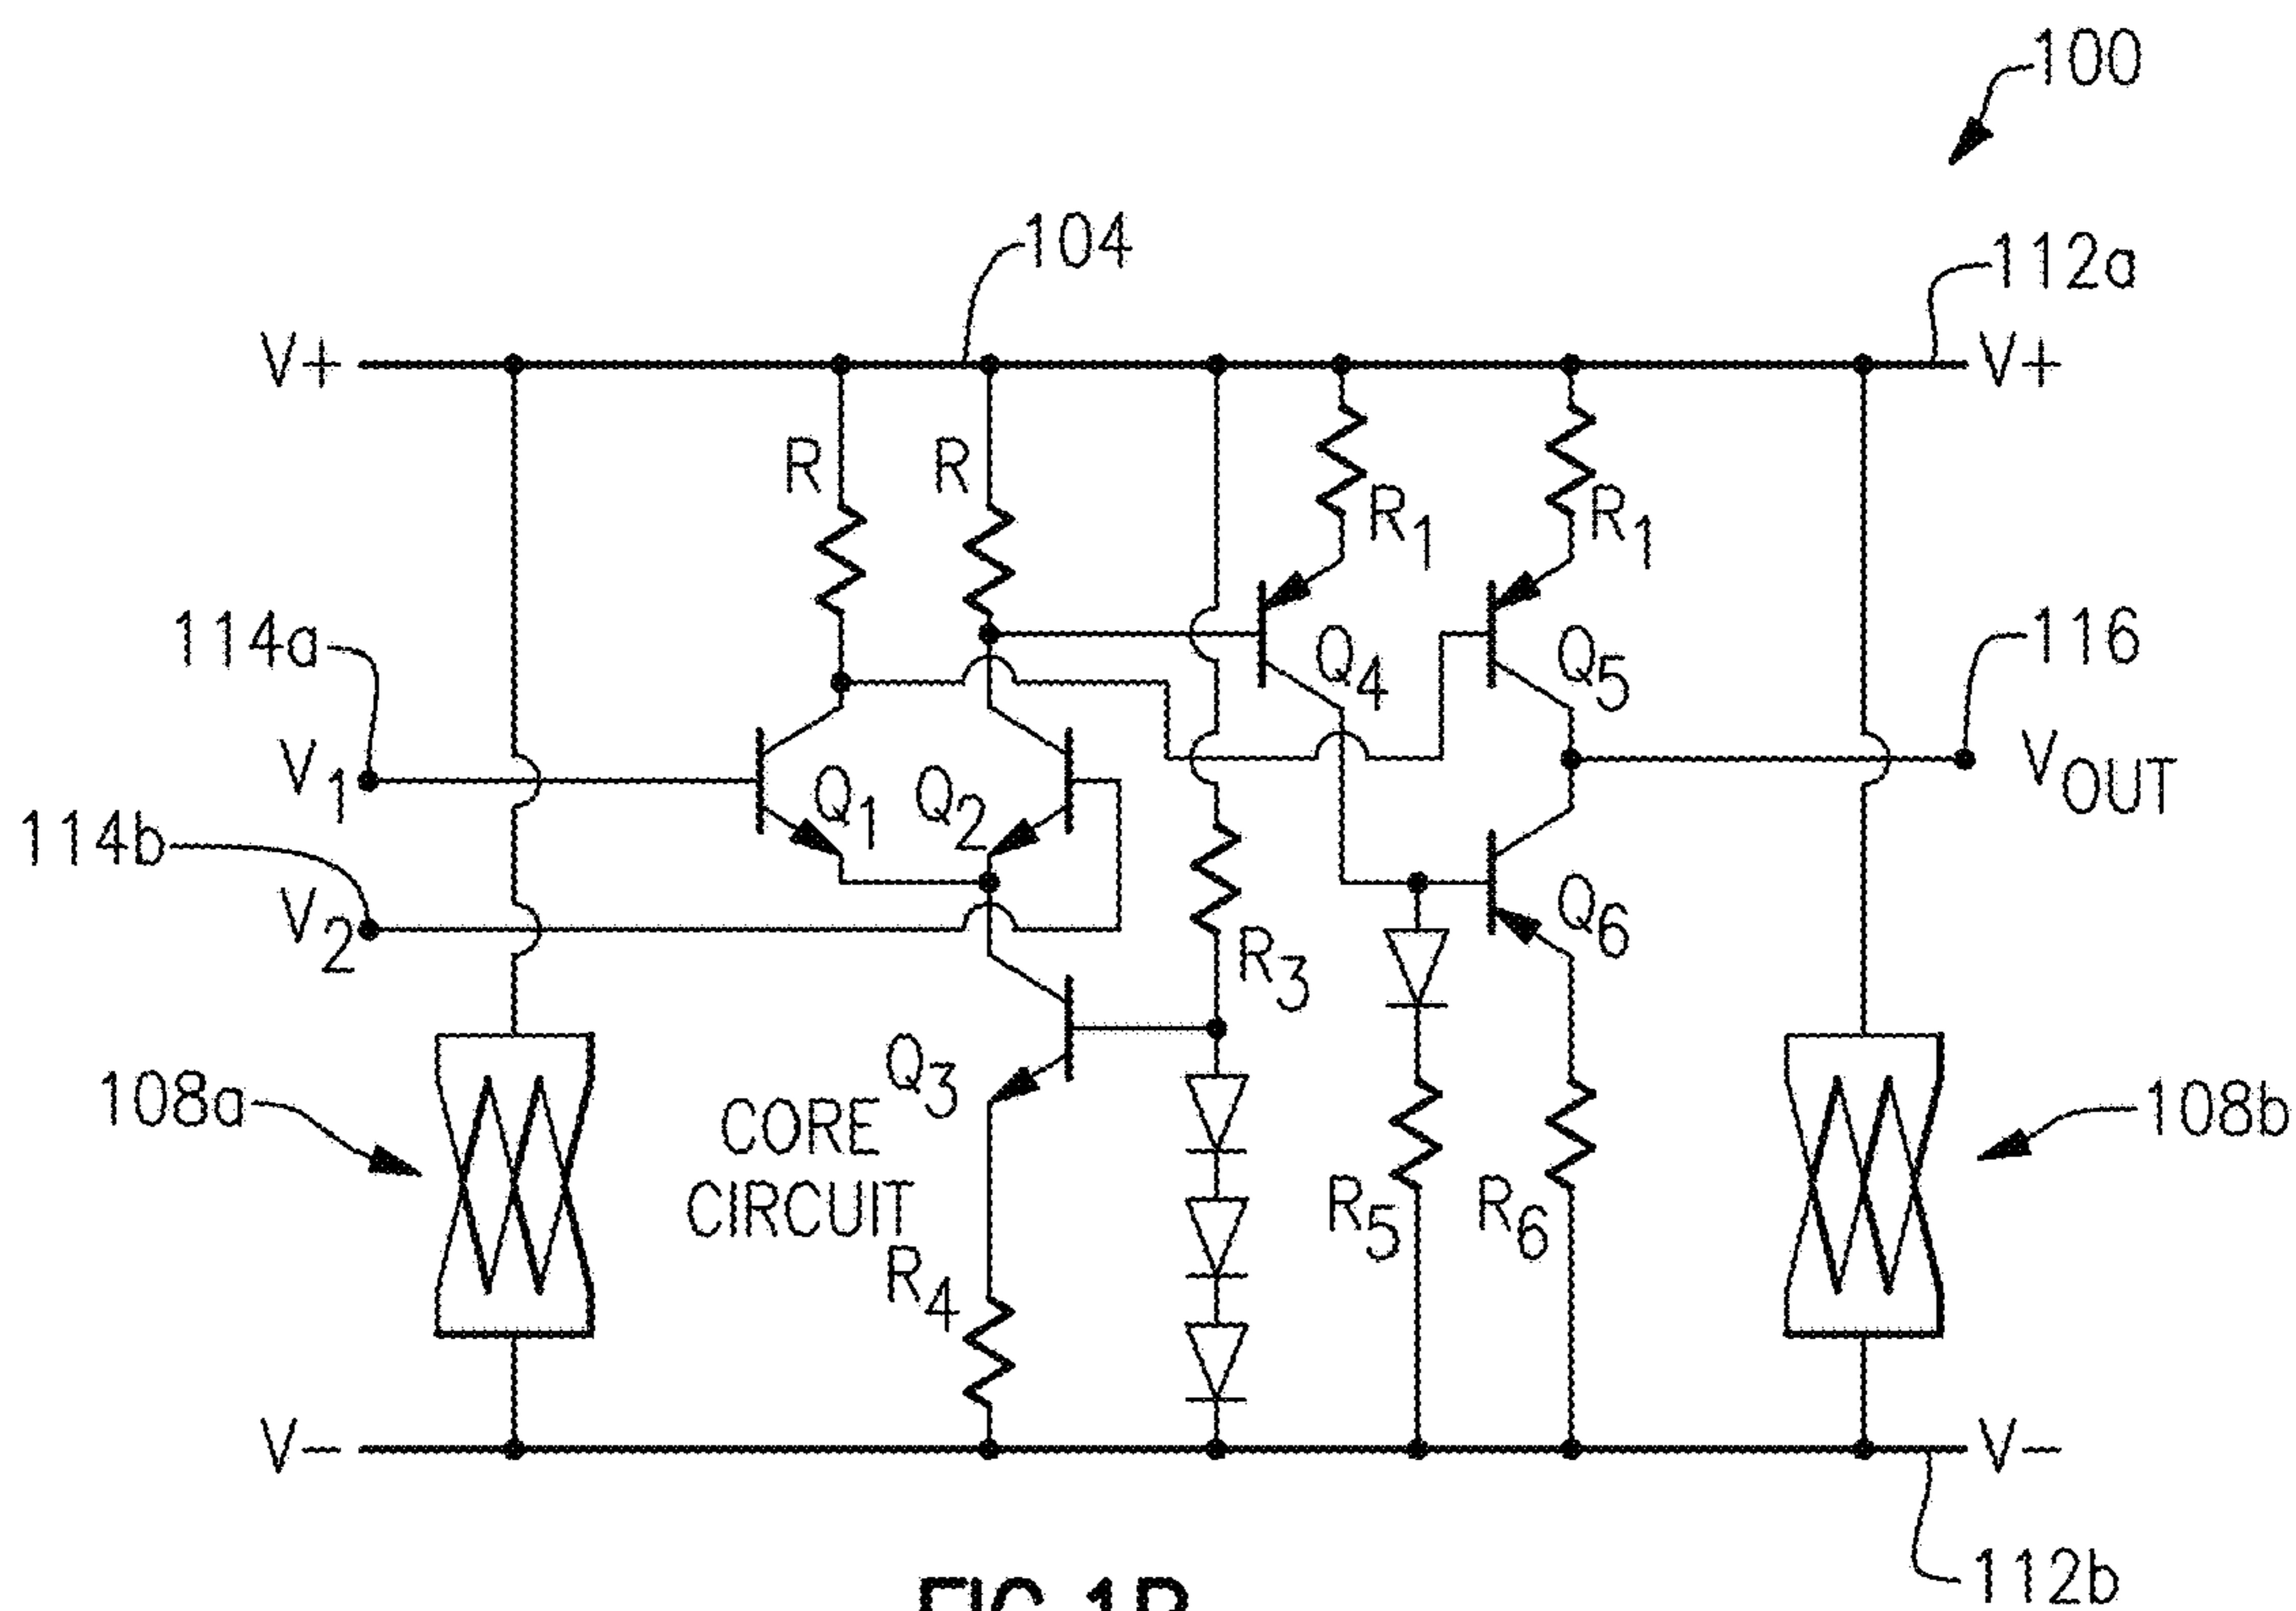 100
104
112a
V+
V+
R
R
R1
R1
114a
Q4
Q5
116
V1
Q1
Q2
VOUT
114b
V2
Q6
R3
Q3
108a
CORE
CIRCUIT
108b
R5
R6
R4
V-
V-
112b